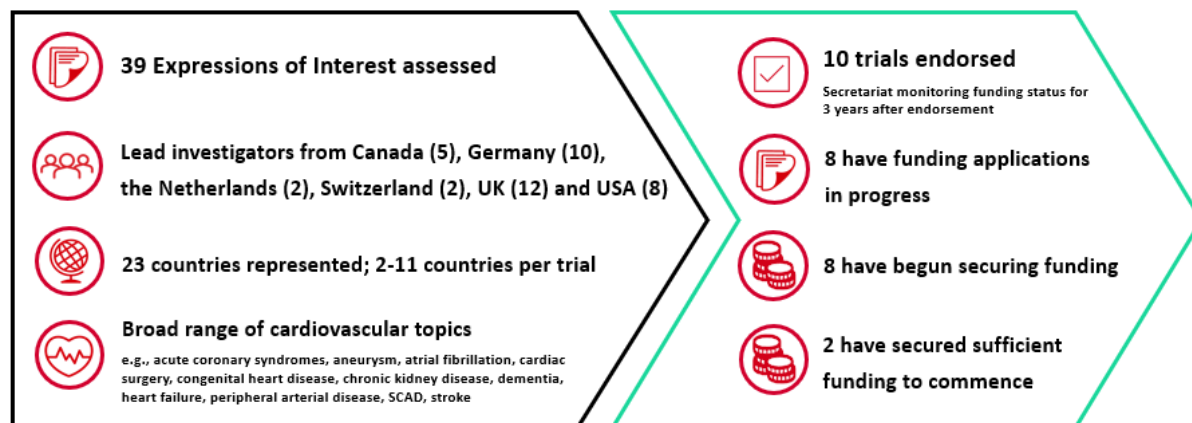 39 Expressions of Interest assessed
Lead investigators from Canada (5), Germany (10),
the Netherlands (2), Switzerland (2), UK (12) and USA (8)
23 countries represented; 2-11 countries per trial
Broad range of cardiovascular topics
e.g., acute coronary syndromes, aneurysm, atrial fibrillation, cardiac
surgery, congenital heart disease, chronic kidney disease, dementia,
heart failure, peripheral arterial disease, SCAD, stroke
10 trials endorsed
Secretariat monitoring funding status for
3 years after endorsement
8 have funding applications
in progress
8 have begun securing funding
2 have secured sufficient
funding to commence